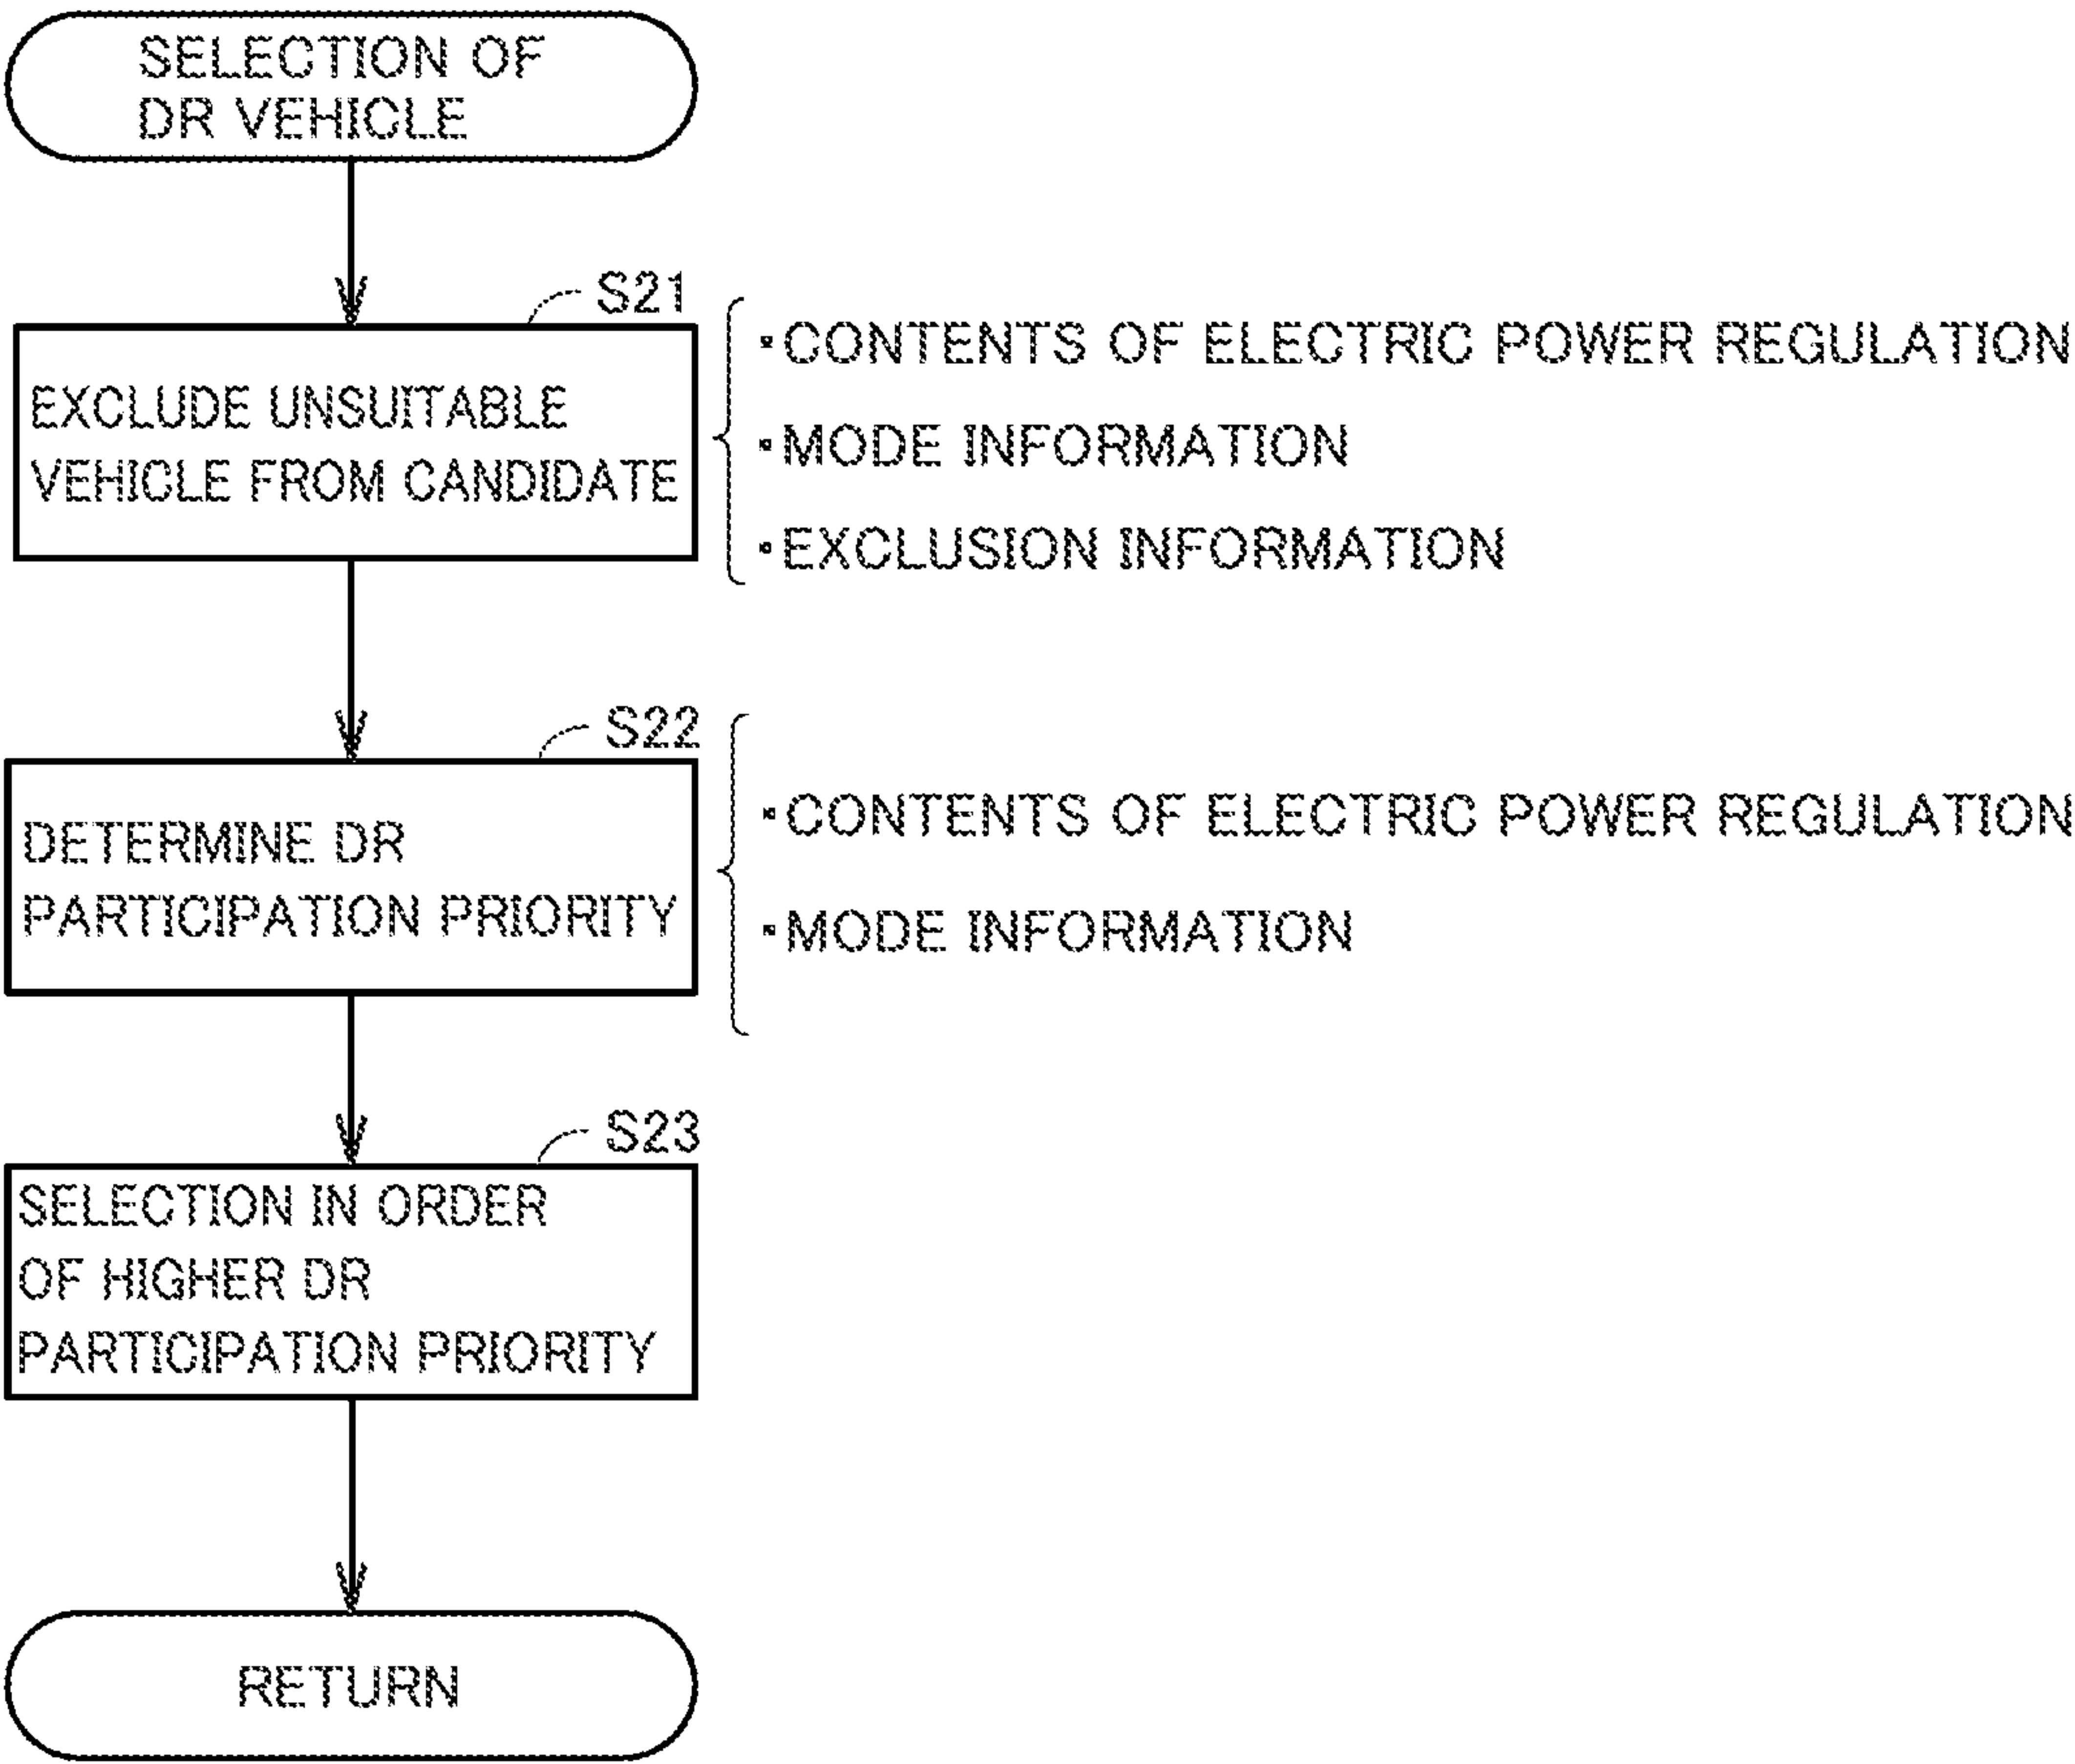 SELECTION OF
DR VEHICLE
S21
EXCLUDE UNSUITABLE
VEHICLE FROM CANDIDATE
▪CONTENTS OF ELECTRIC POWER REGULATION
▪MODE INFORMATION
▪EXCLUSION INFORMATION
S22
DETERMINE DR
PARTICIPATION PRIORITY
▪CONTENTS OF ELECTRIC POWER REGULATION
▪MODE INFORMATION
S23
SELECTION IN ORDER
OF HIGHER DR
PARTICIPATION PRIORITY
RETURN